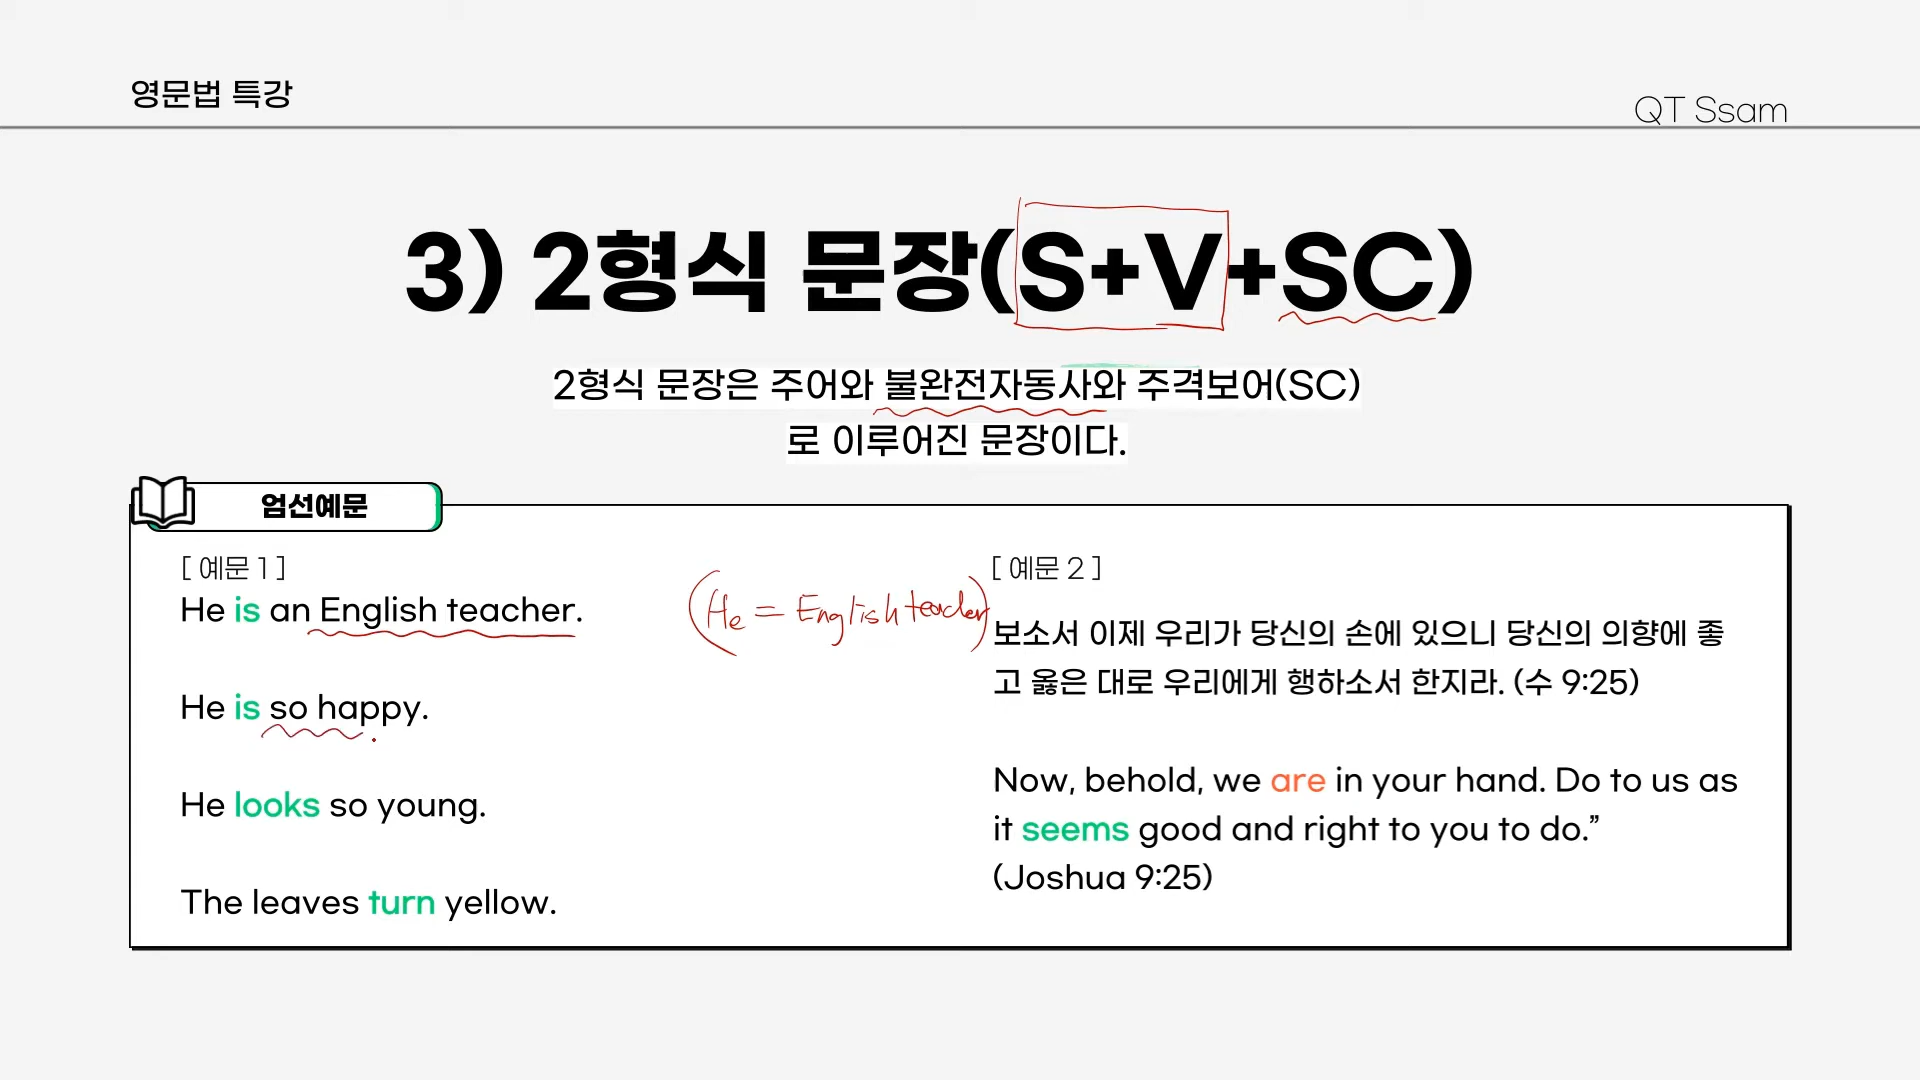 영문법 특강
QT Ssam
3) 2형식 문장(S+V+SC)
2형식 문장은 주어와 불완전자동사와 주격보어(SC)
로 이루어진 문장이다.
엄선예문
[ 예문 1 ]
He is an English teacher.
(He = English teacher)
He is so happy.
He looks so young.
The leaves turn yellow.
[ 예문 2 ]
보소서 이제 우리가 당신의 손에 있으니 당신의 의향에 좋
고 옳은 대로 우리에게 행하소서 한지라. (수 9:25)
Now, behold, we are in your hand. Do to us as
it seems good and right to you to do.”
(Joshua 9:25)